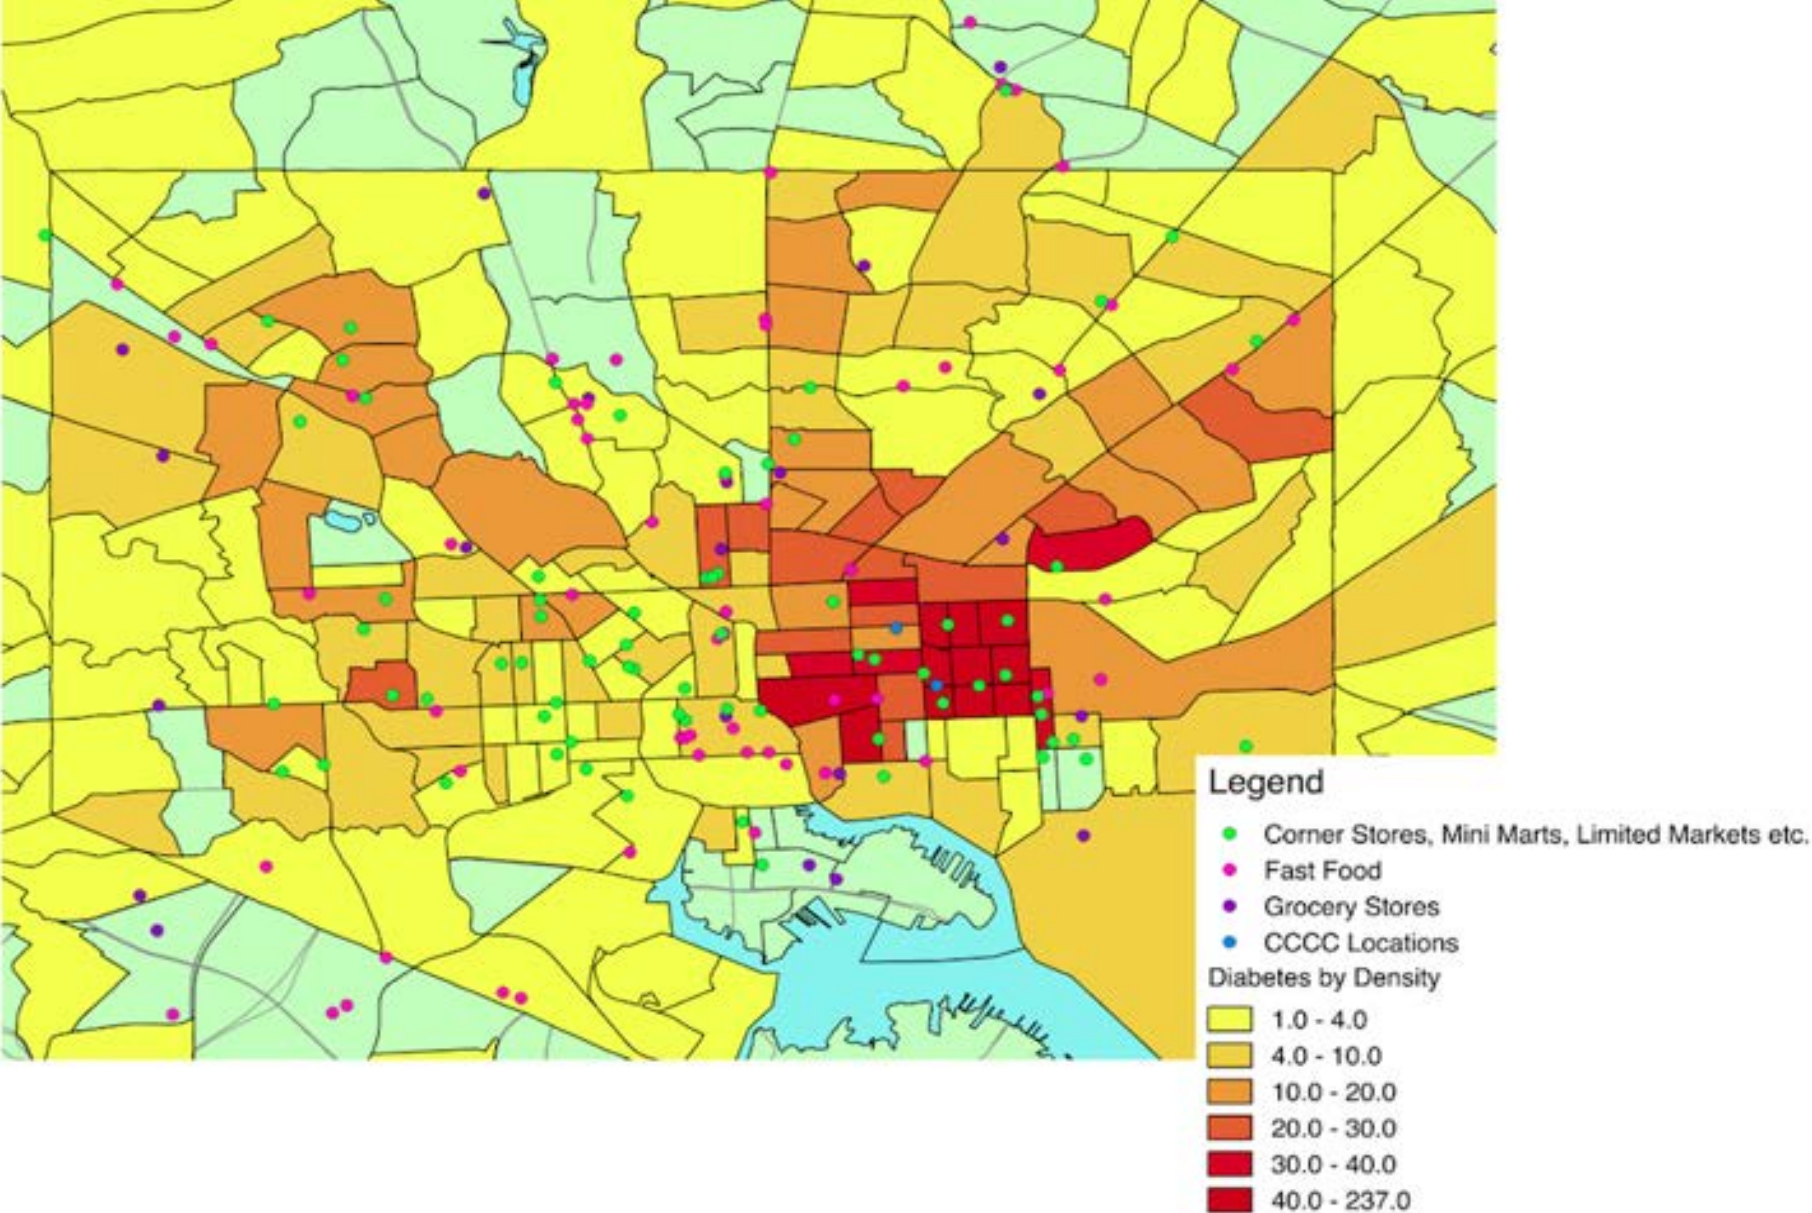 Legend
Corner Stores, Mini Marts, Limited Markets etc.
Fast Food
Grocery Stores
CCCC Locations
Diabetes by Density
1.0 - 4.0
4.0 - 10.0
10.0 - 20.0
20.0 - 30.0
30.0 - 40.0
40.0 - 237.0